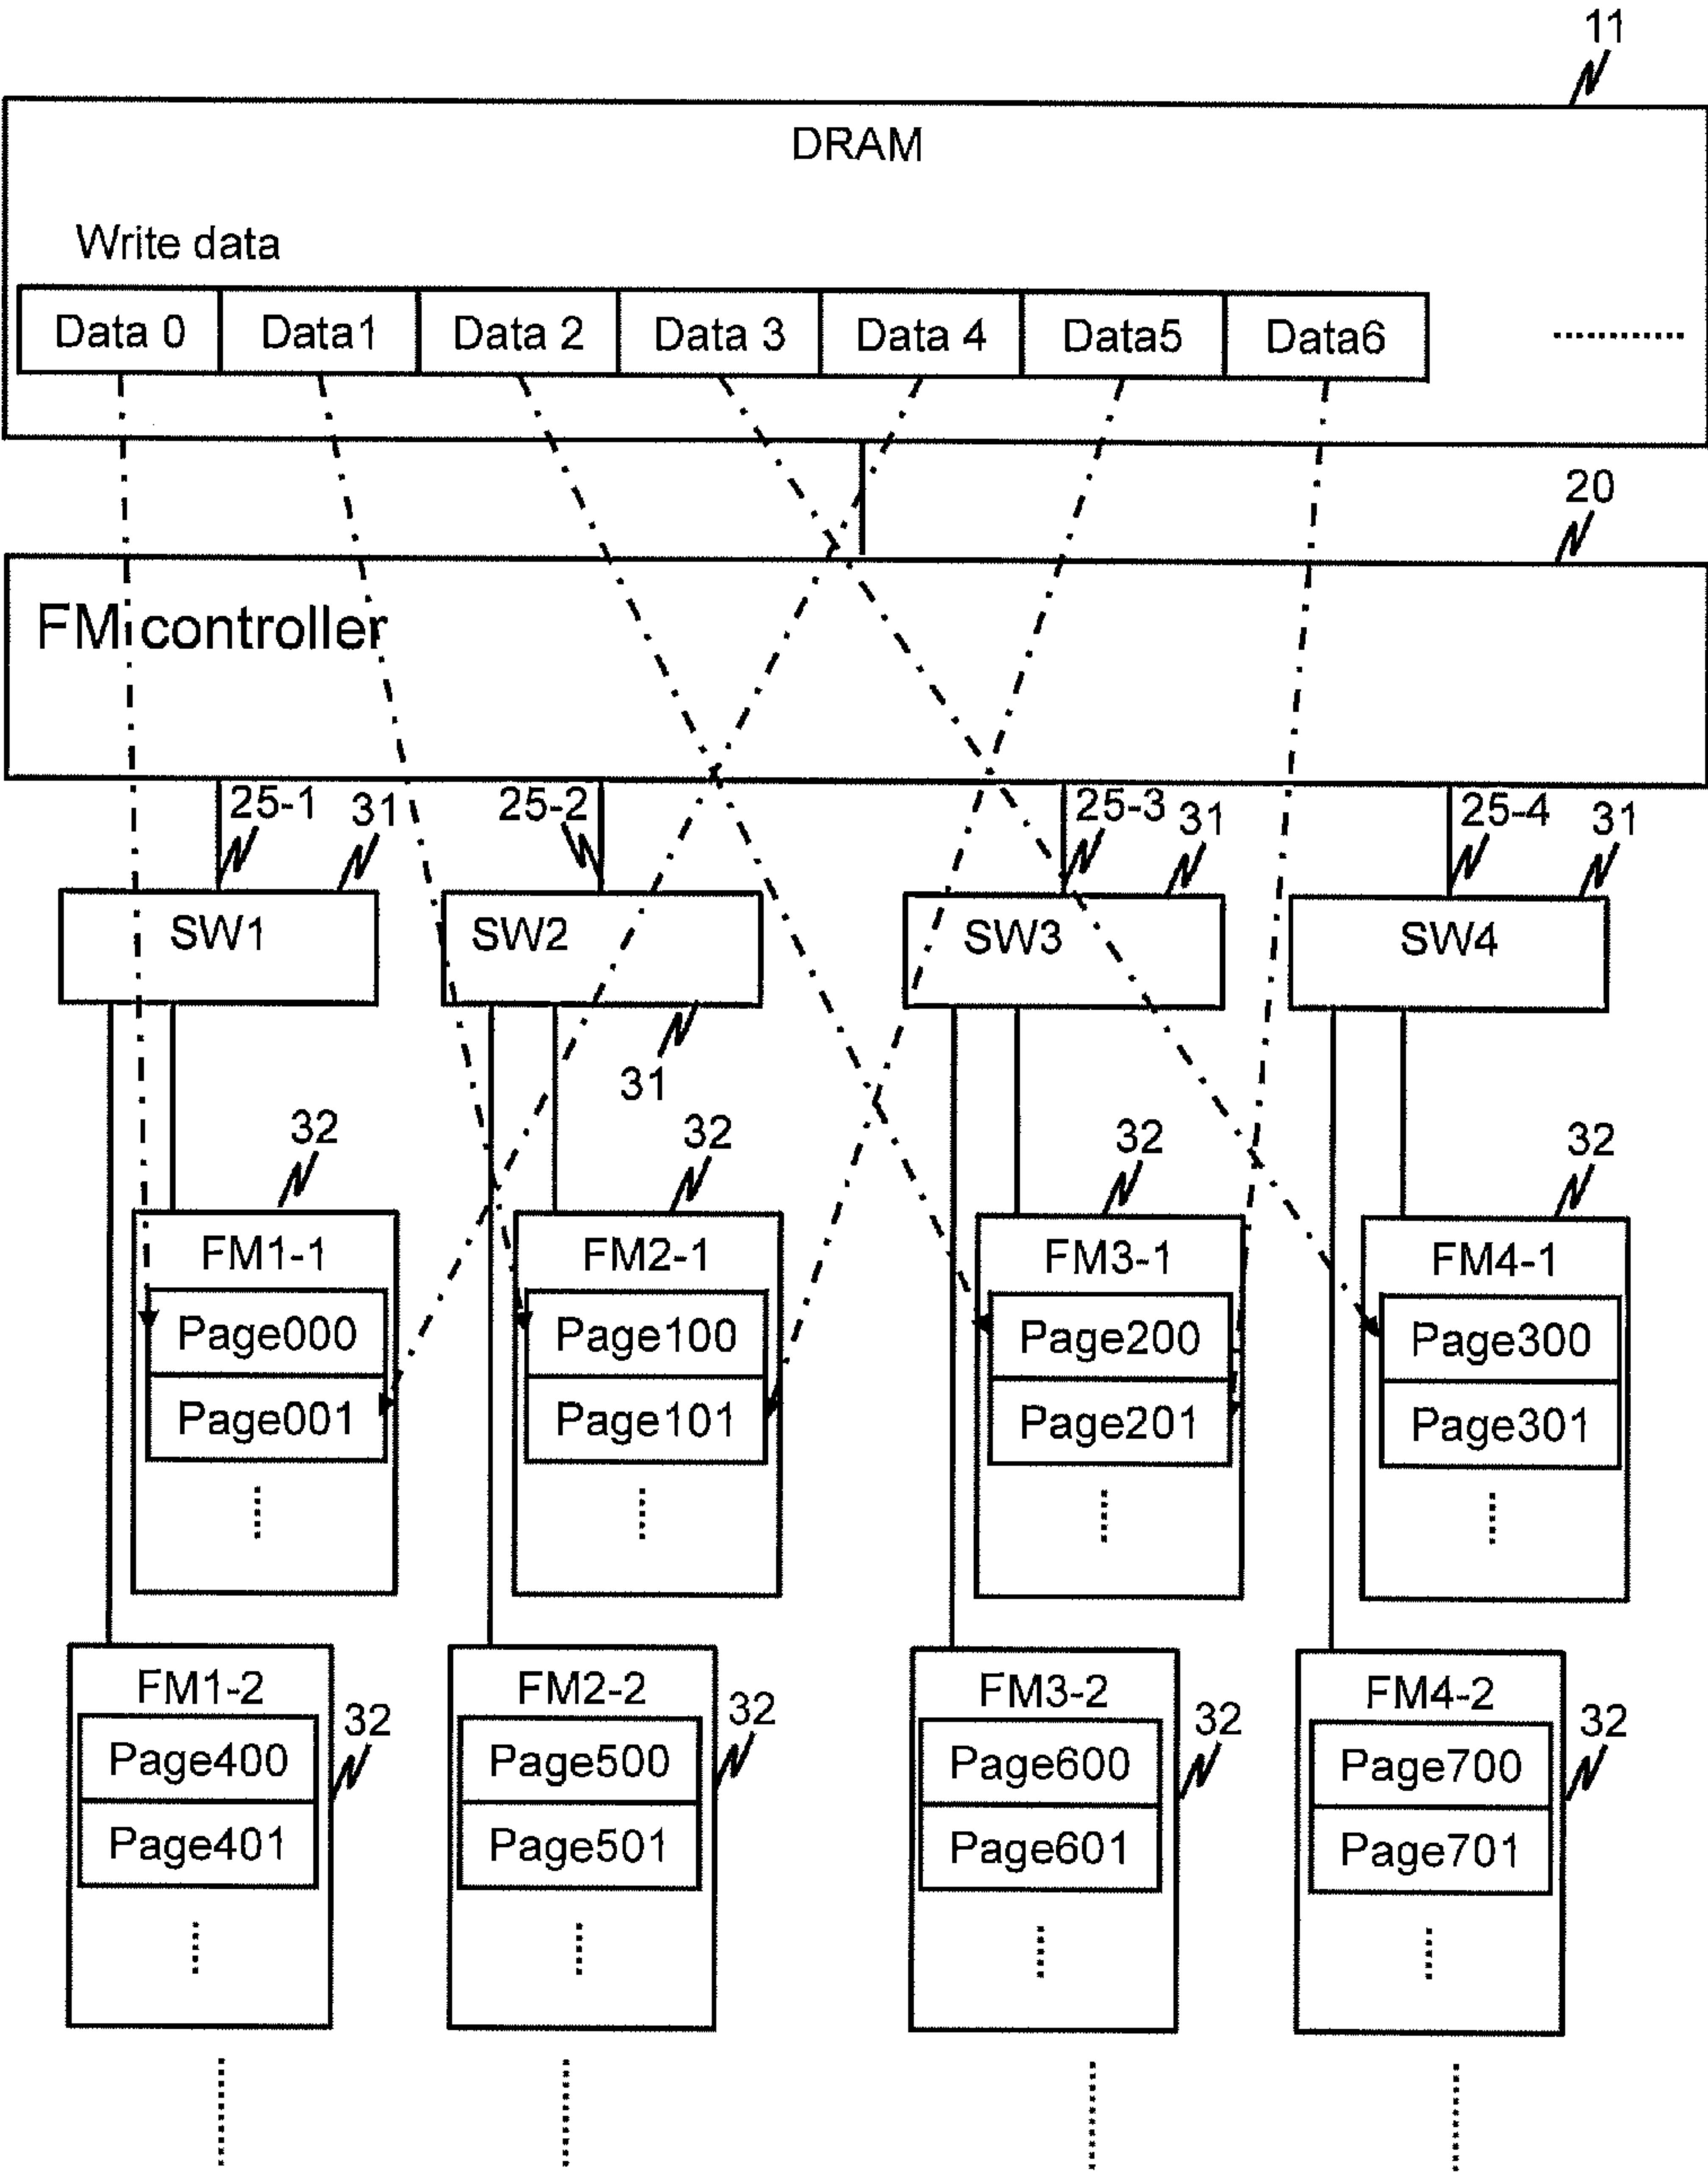 11
DRAM
Write data
Data 0 Data1 Data 2 Data 3 Data 4 Data5 Data6
20
FM controller
25-1 31 25-2 25-3 31 25-4 31
SW1 SW2 SW3 SW4
31
32 32 32 32
FM1-1 FM2-1 FM3-1 FM4-1
Page000 Page100 Page200 Page300
Page001 Page101 Page201 Page301
FM1-2 FM2-2 FM3-2 FM4-2
32 32 32 32
Page400 Page500 Page600 Page700
Page401 Page501 Page601 Page701